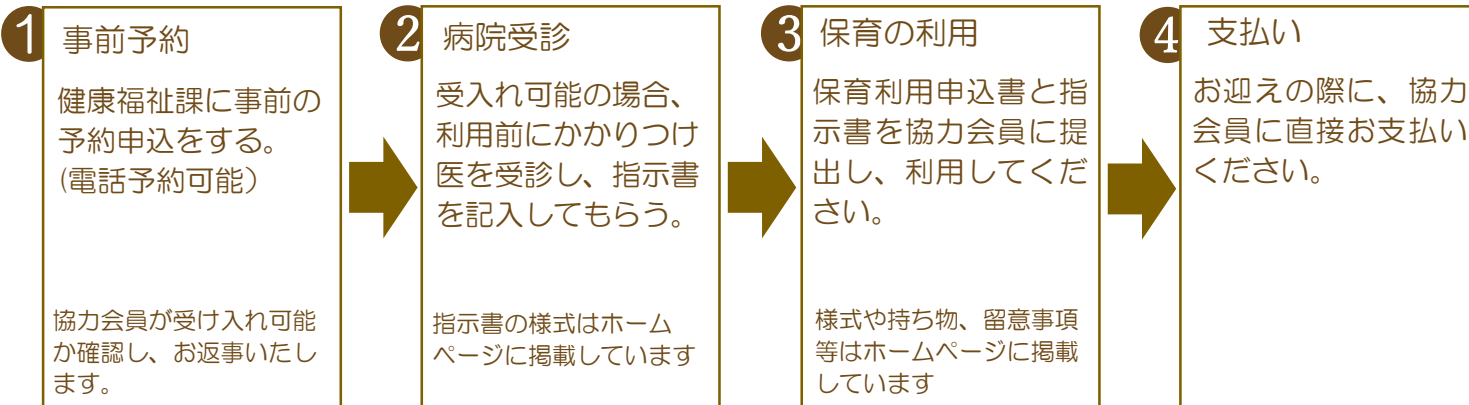 1 事前予約
健康福祉課に事前の
予約申込をする。
(電話予約可能）
協力会員が受け入れ可能
か確認し、お返事いたし
ます。
2 病院受診
受入れ可能の場合、
利用前にかかりつけ
医を受診し、指示書
を記入してもらう。
指示書の様式はホーム
ページに掲載しています
3 保育の利用
保育利用申込書と指
示書を協力会員に提
出し、利用してくだ
さい。
様式や持ち物、留意事項
等はホームページに掲載
しています
4 支払い
お迎えの際に、協力
会員に直接お支払い
ください。